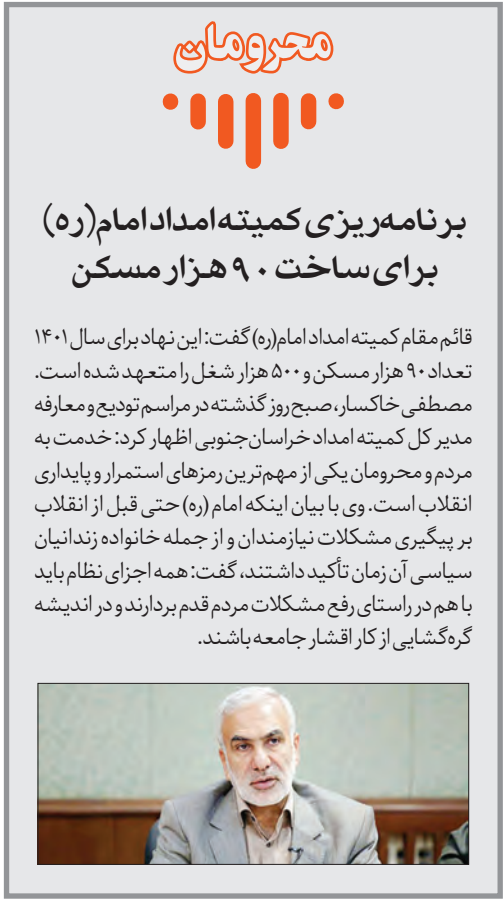 محرومان
برنامه‌ریزی کمیته امداد امام(ره)
برای ساخت ۹۰ هزار مسکن
قائم مقام کمیته امداد امام(ره) گفت: این نهاد برای سال ۱۴۰۱
تعداد ۹۰ هزار مسکن و ۵۰۰ هزار شغل را متعهد شده است.
مصطفی خاکسار، صبح روز گذشته در مراسم تودیع و معارفه
مدیر کل کمیته امداد خراسان‌جنوبی اظهار کرد: خدمت به
مردم و محرومان یکی از مهم‌ترین رمزهای استمرار و پایداری
انقلاب است. وی با بیان اینکه امام (ره) حتی قبل از انقلاب
بر پیگیری مشکلات نیازمندان و از جمله خانواده زندانیان
سیاسی آن زمان تأکید داشتند، گفت: همه اجزای نظام باید
با هم در راستای رفع مشکلات مردم قدم بردارند و در اندیشه
گره‌گشایی از کار اقشار جامعه باشند.